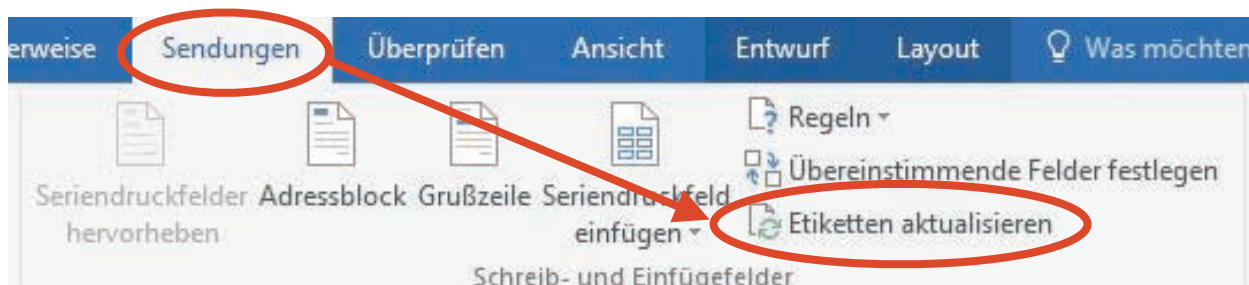 erweise Sendungen Überprüfen Ansicht Entwurf Layout Was möchten
Seriendruckfelder hervorheben
Adressblock
Grußzeile
Seriendruckfeld einfügen
Regeln
Übereinstimmende Felder festlegen
Etiketten aktualisieren
Schreib- und Einfügefelder